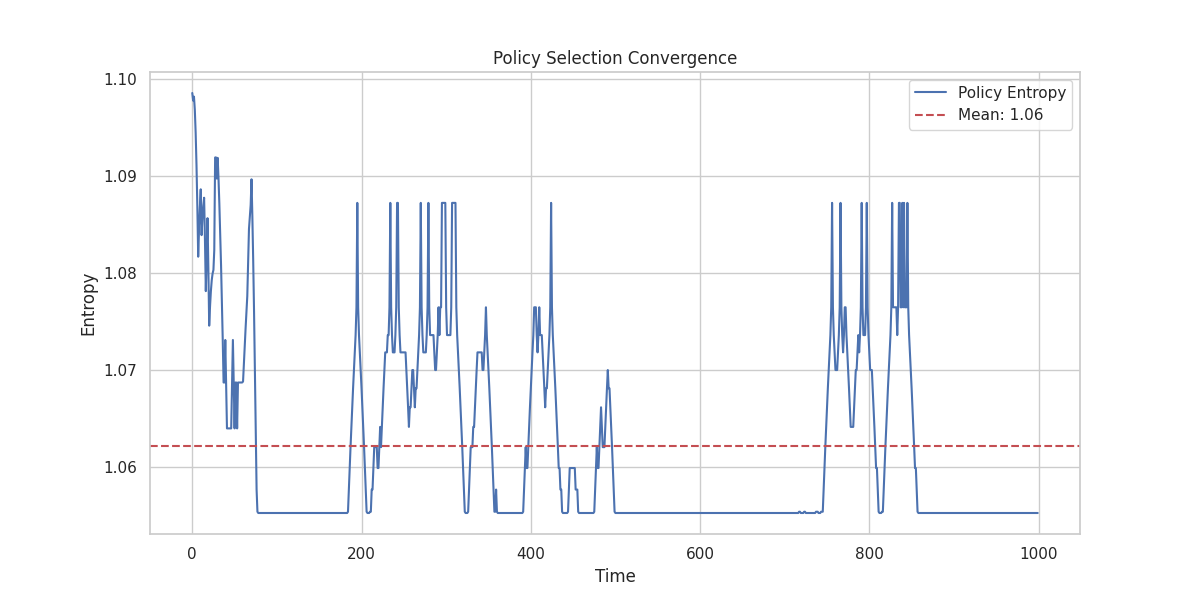 Policy Selection Convergence
1.10
1.09
1.08
1.07
1.06
Entropy
Policy Entropy
Mean: 1.06
0
200
400
600
800
1000
Time